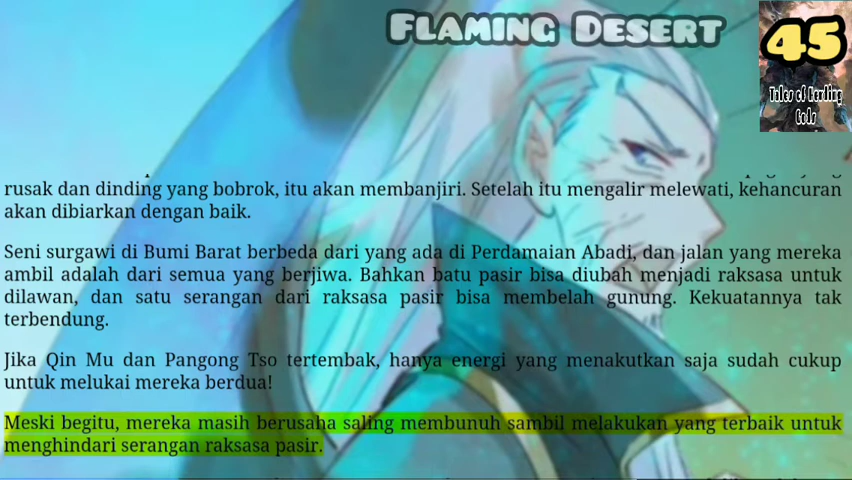 FLAMING DESERT
45
Tales of Herding
Gods
rusak dan dinding yang bobrok, itu akan membanjiri. Setelah itu mengalir melewati, kehancuran
akan dibiarkan dengan baik.
Seni surgawi di Bumi Barat berbeda dari yang ada di Perdamaian Abadi, dan jalan yang mereka
ambil adalah dari semua yang berjiwa. Bahkan batu pasir bisa diubah menjadi raksasa untuk
dilawan, dan satu serangan dari raksasa pasir bisa membelah gunung. Kekuatannya tak
terbendung.
Jika Qin Mu dan Pangong Tso tertembak, hanya energi yang menakutkan saja sudah cukup
untuk melukai mereka berdua!
Meski begitu, mereka masih berusaha saling membunuh sambil melakukan yang terbaik untuk
menghindari serangan raksasa pasir.